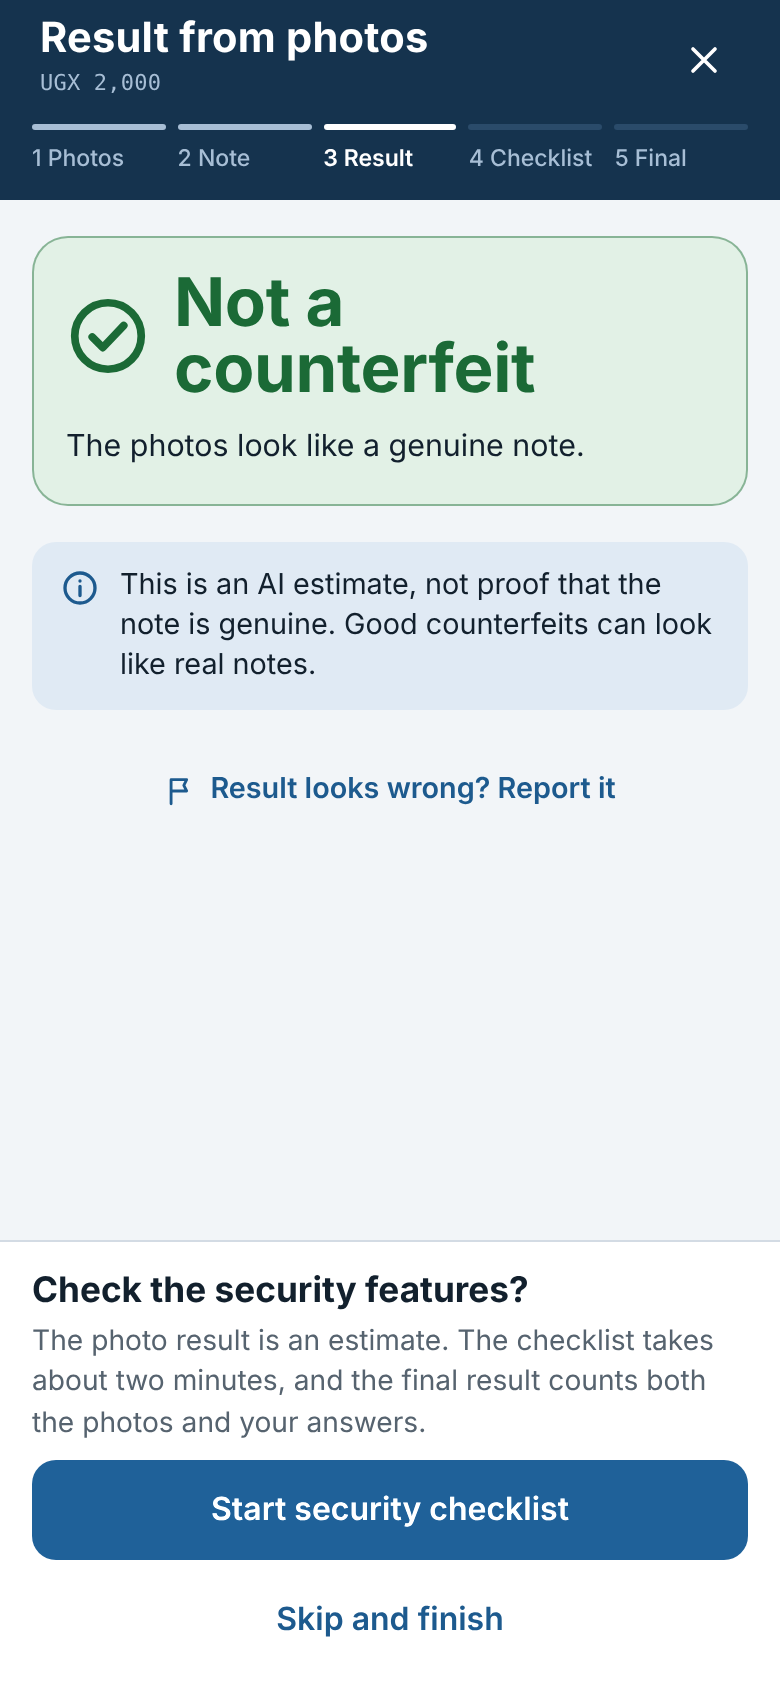 Result from photos
UGX 2,000
1 Photos
2 Note
3 Result
4 Checklist
5 Final
Not a
counterfeit
The photos look like a genuine note.
This is an AI estimate, not proof that the
note is genuine. Good counterfeits can look
like real notes.
Result looks wrong? Report it
Check the security features?
The photo result is an estimate. The checklist takes
about two minutes, and the final result counts both
the photos and your answers.
Start security checklist
Skip and finish